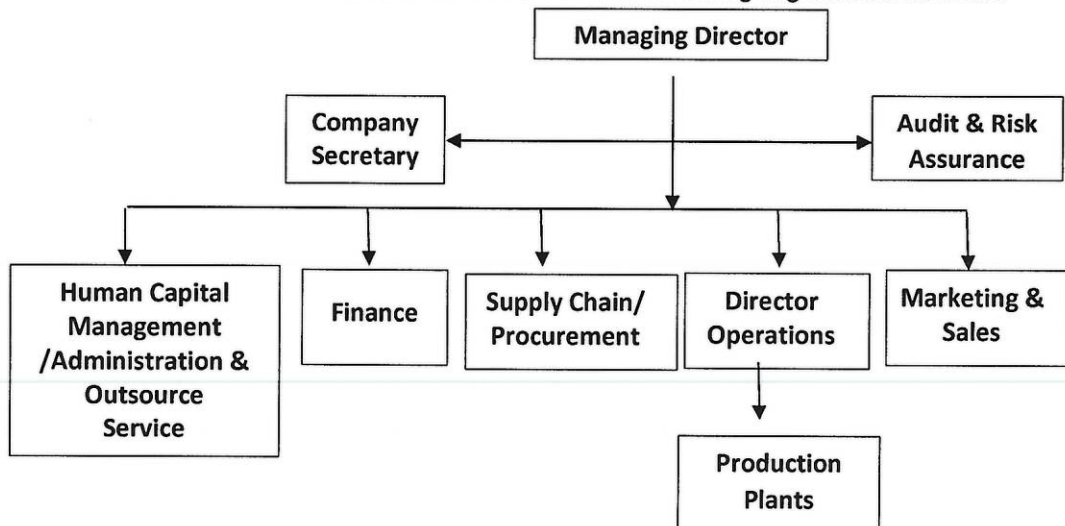 Managing Director
Company
Secretary
Audit & Risk
Assurance
Human Capital
Management
/Administration &
Outsource
Service
Finance
Supply Chain/
Procurement
Director
Operations
Marketing &
Sales
Production
Plants